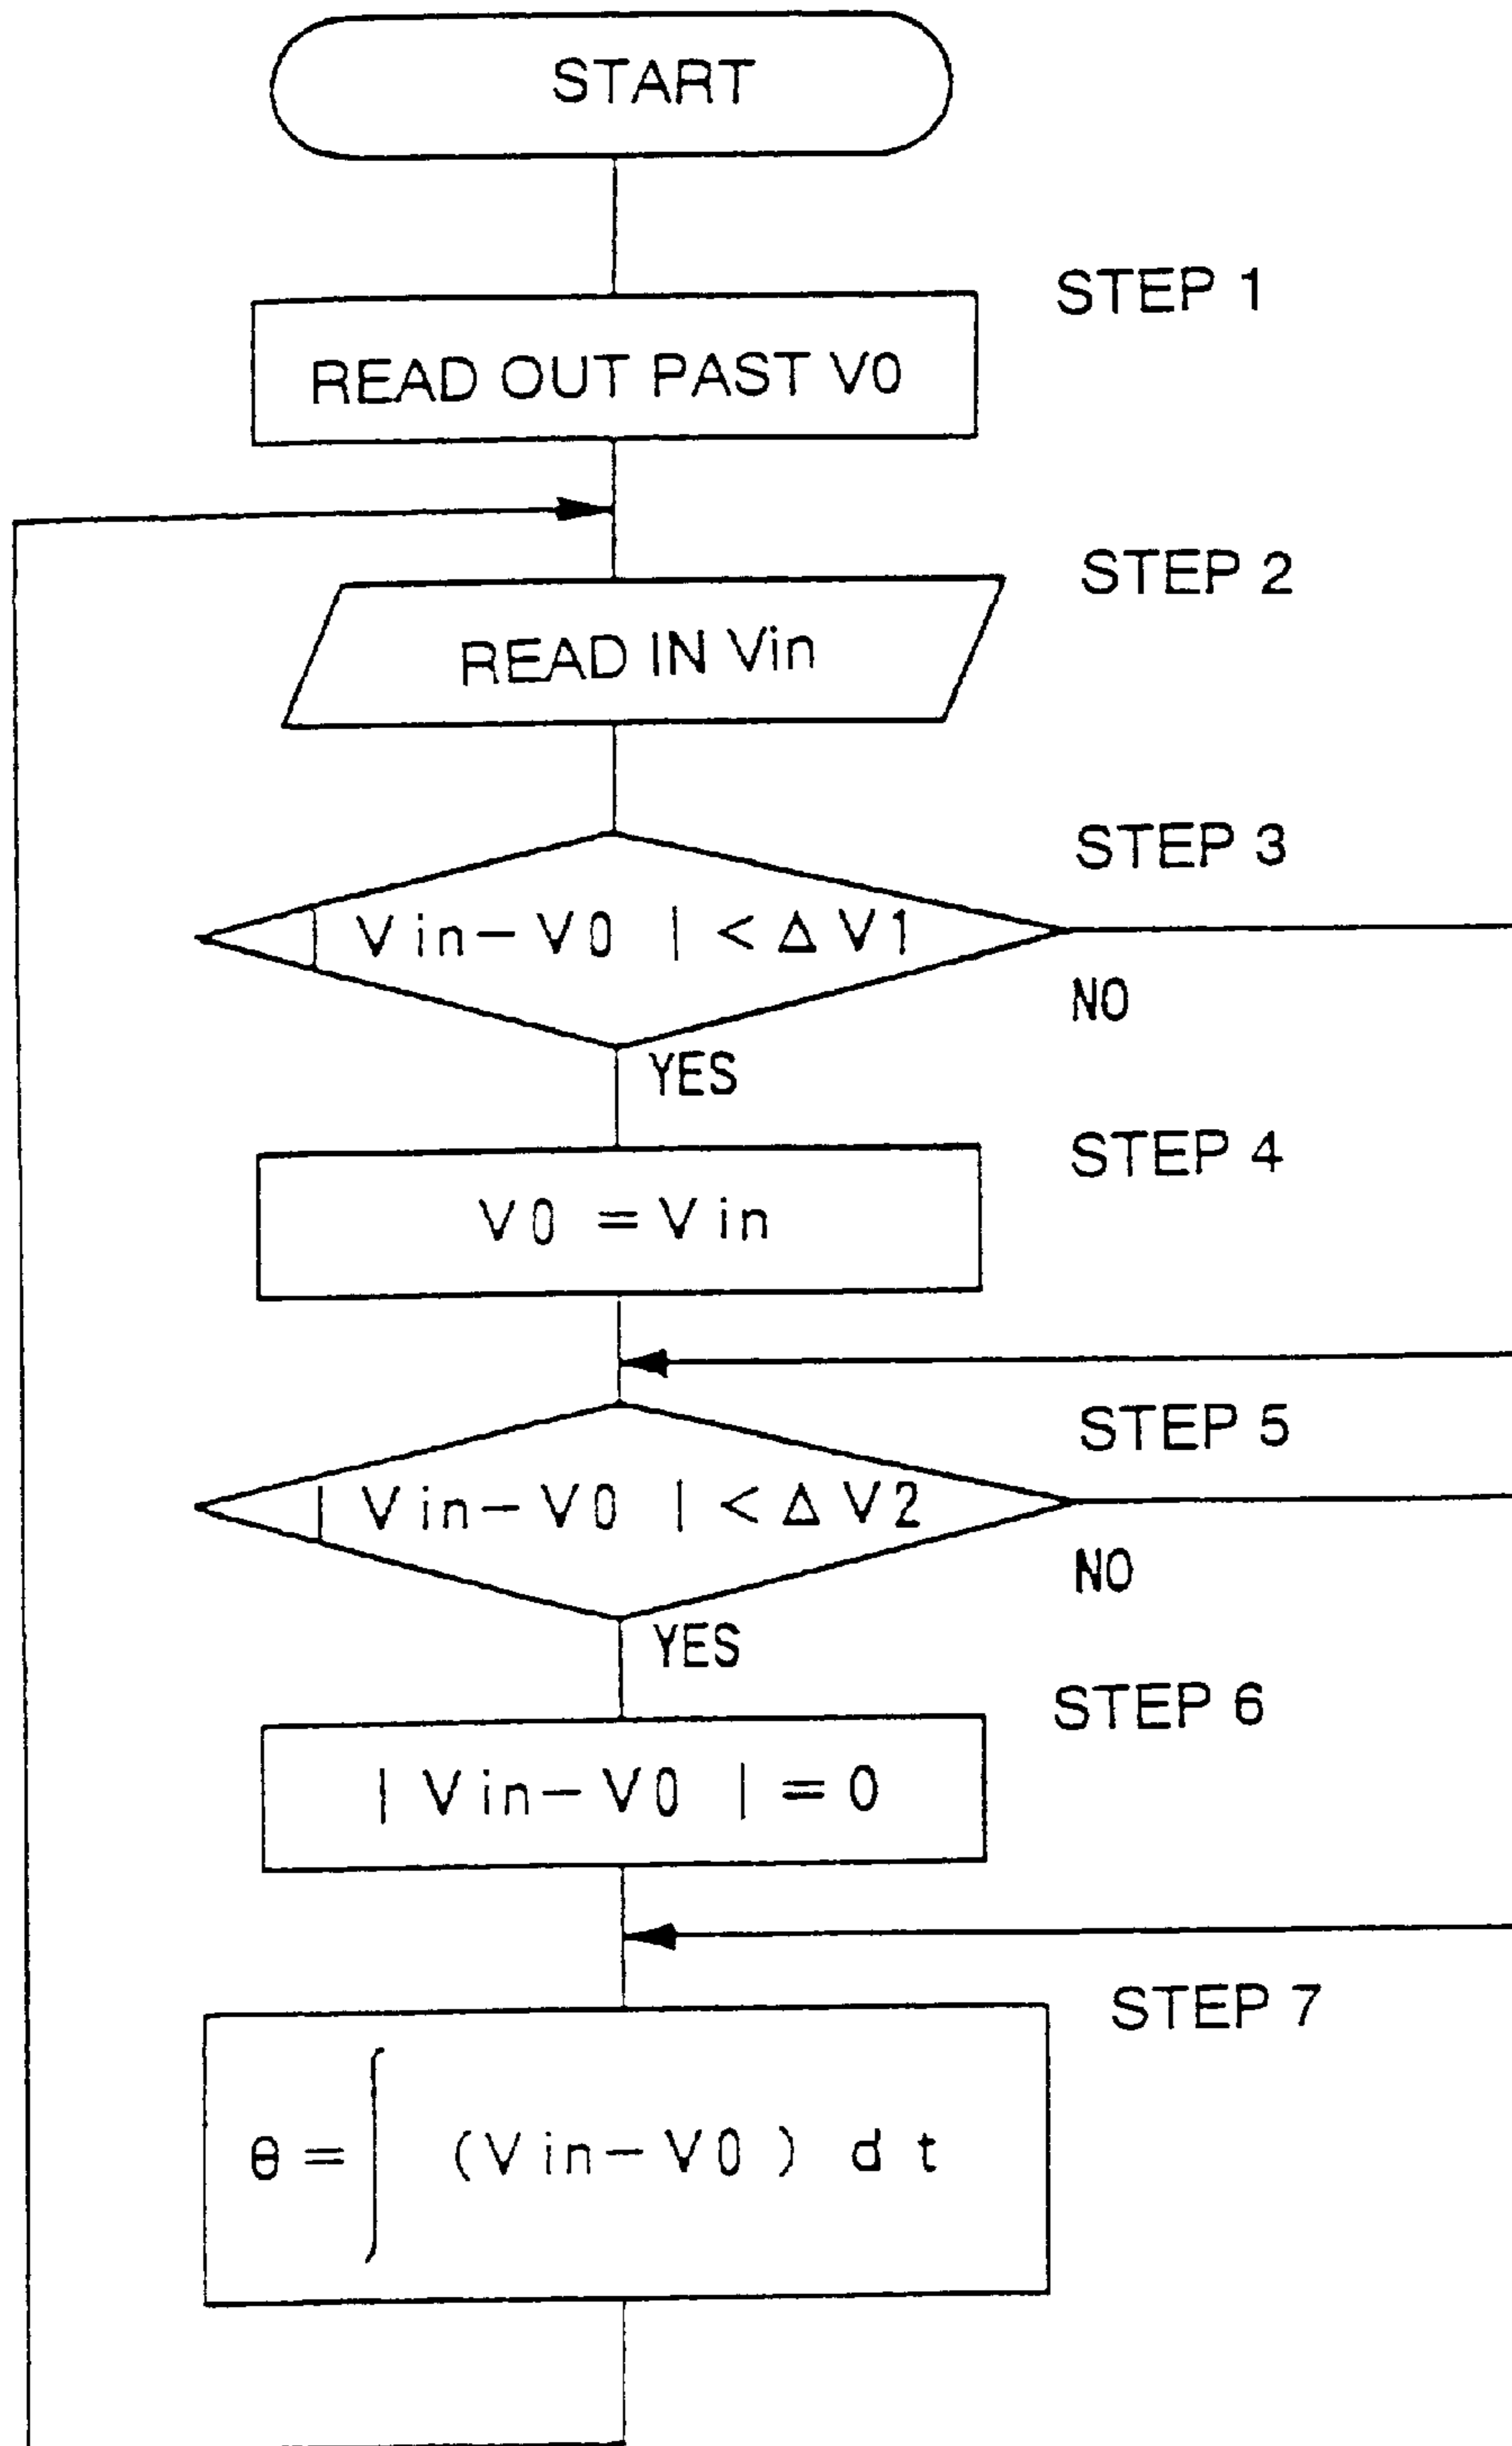 START
STEP 1
READ OUT PAST V0
STEP 2
READ IN Vin
STEP 3
| Vin-V0 | < Δ V1
NO
YES
STEP 4
V0 = Vin
STEP 5
| Vin-V0 | < Δ V2
NO
YES
STEP 6
| Vin-V0 | = 0
STEP 7
θ = ∫ (Vin-V0) dt